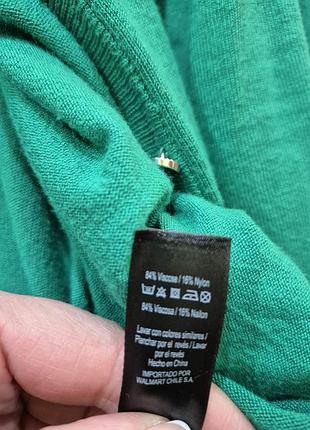 84% Viscose / 16% Nylon
84% Viscosa / 16% Nailon
Lavar con colores similares /
Planchar por el revés / Lavar
por el revés
Hecho en China
IMPORTADO POR
WALMART CHILE S.A.